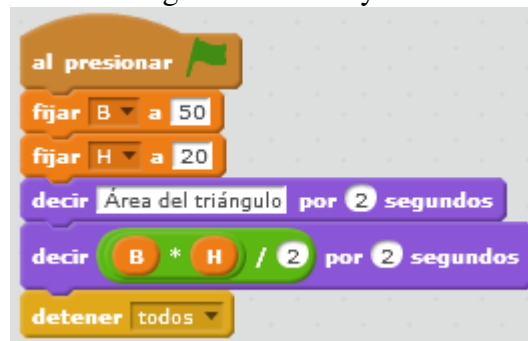 al presionar
fijar B a 50
fijar H a 20
decir Área del triángulo por 2 segundos
decir B * H / 2 por 2 segundos
detener todos